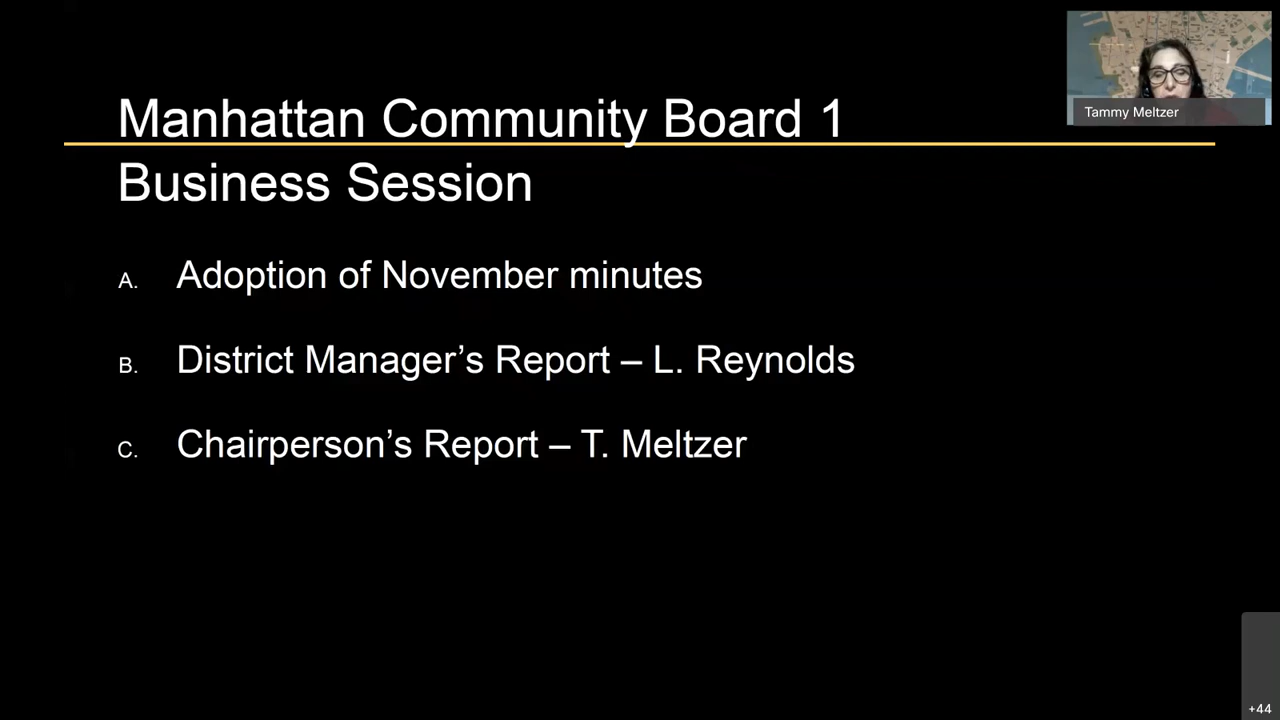 Manhattan Community Board 1
Business Session
A. Adoption of November minutes
B. District Manager’s Report – L. Reynolds
C. Chairperson’s Report – T. Meltzer
Tammy Meltzer
+44